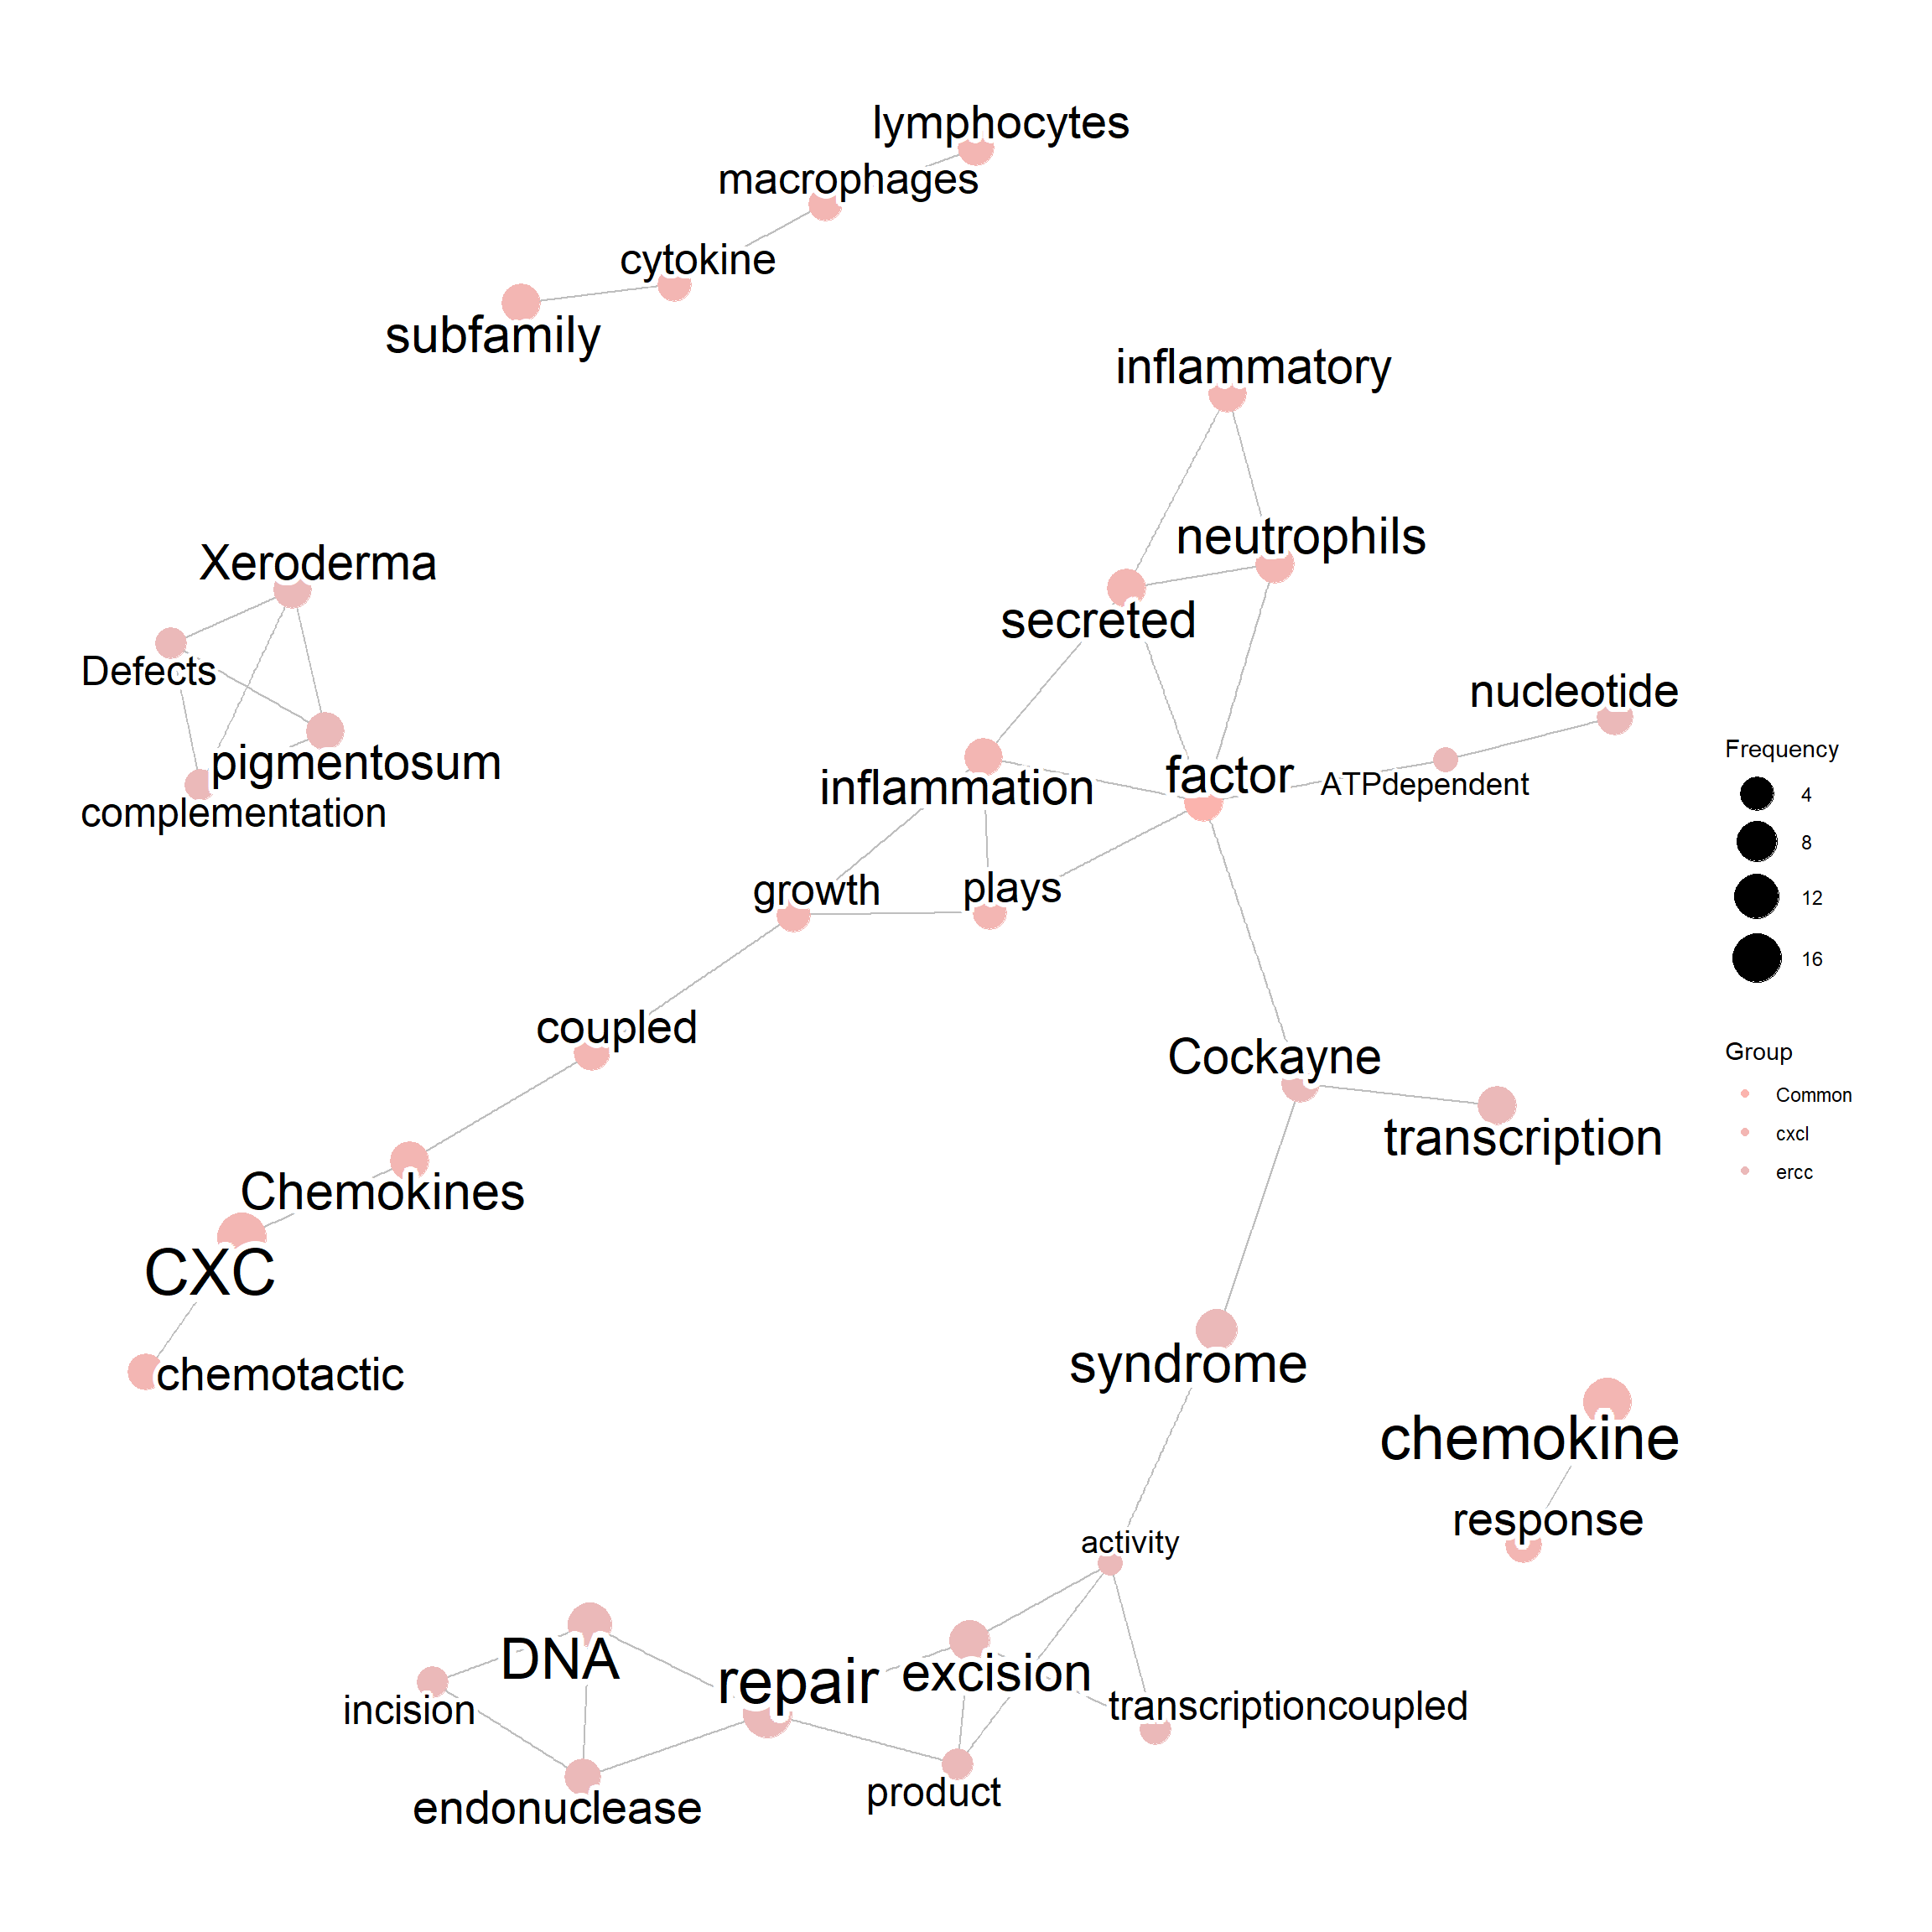 lymphocytes
macrophages
cytokine
subfamily
inflammatory
neutrophils
Xeroderma
secreted
Defects
nucleotide
pigmentosum
factor
ATPdependent
inflammation
complementation
growth
plays
coupled
Cockayne
transcription
Chemokines
CXC
chemotactic
syndrome
chemokine
response
activity
DNA
repair
excision
transcriptioncoupled
incision
product
endonuclease
Frequency
4
8
12
16
Group
Common
cxcl
ercc